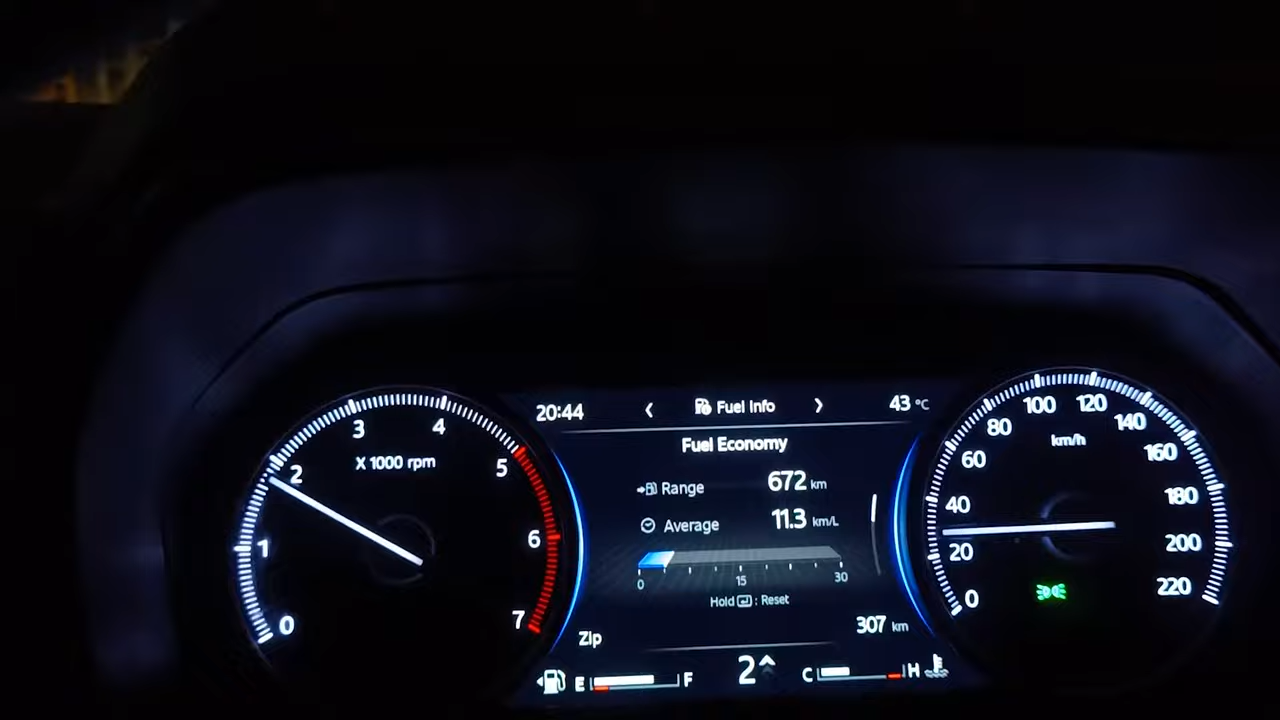 20:44
Fuel Info
43 °C
Fuel Economy
Range 672 km
Average 11.3 km/L
0 15 30
Hold : Reset
307 km
Zip
2
E F
C H
0 1 2 3 4 5 6 7
X 1000 rpm
0 20 40 60 80 100 120 140 160 180 200 220
km/h